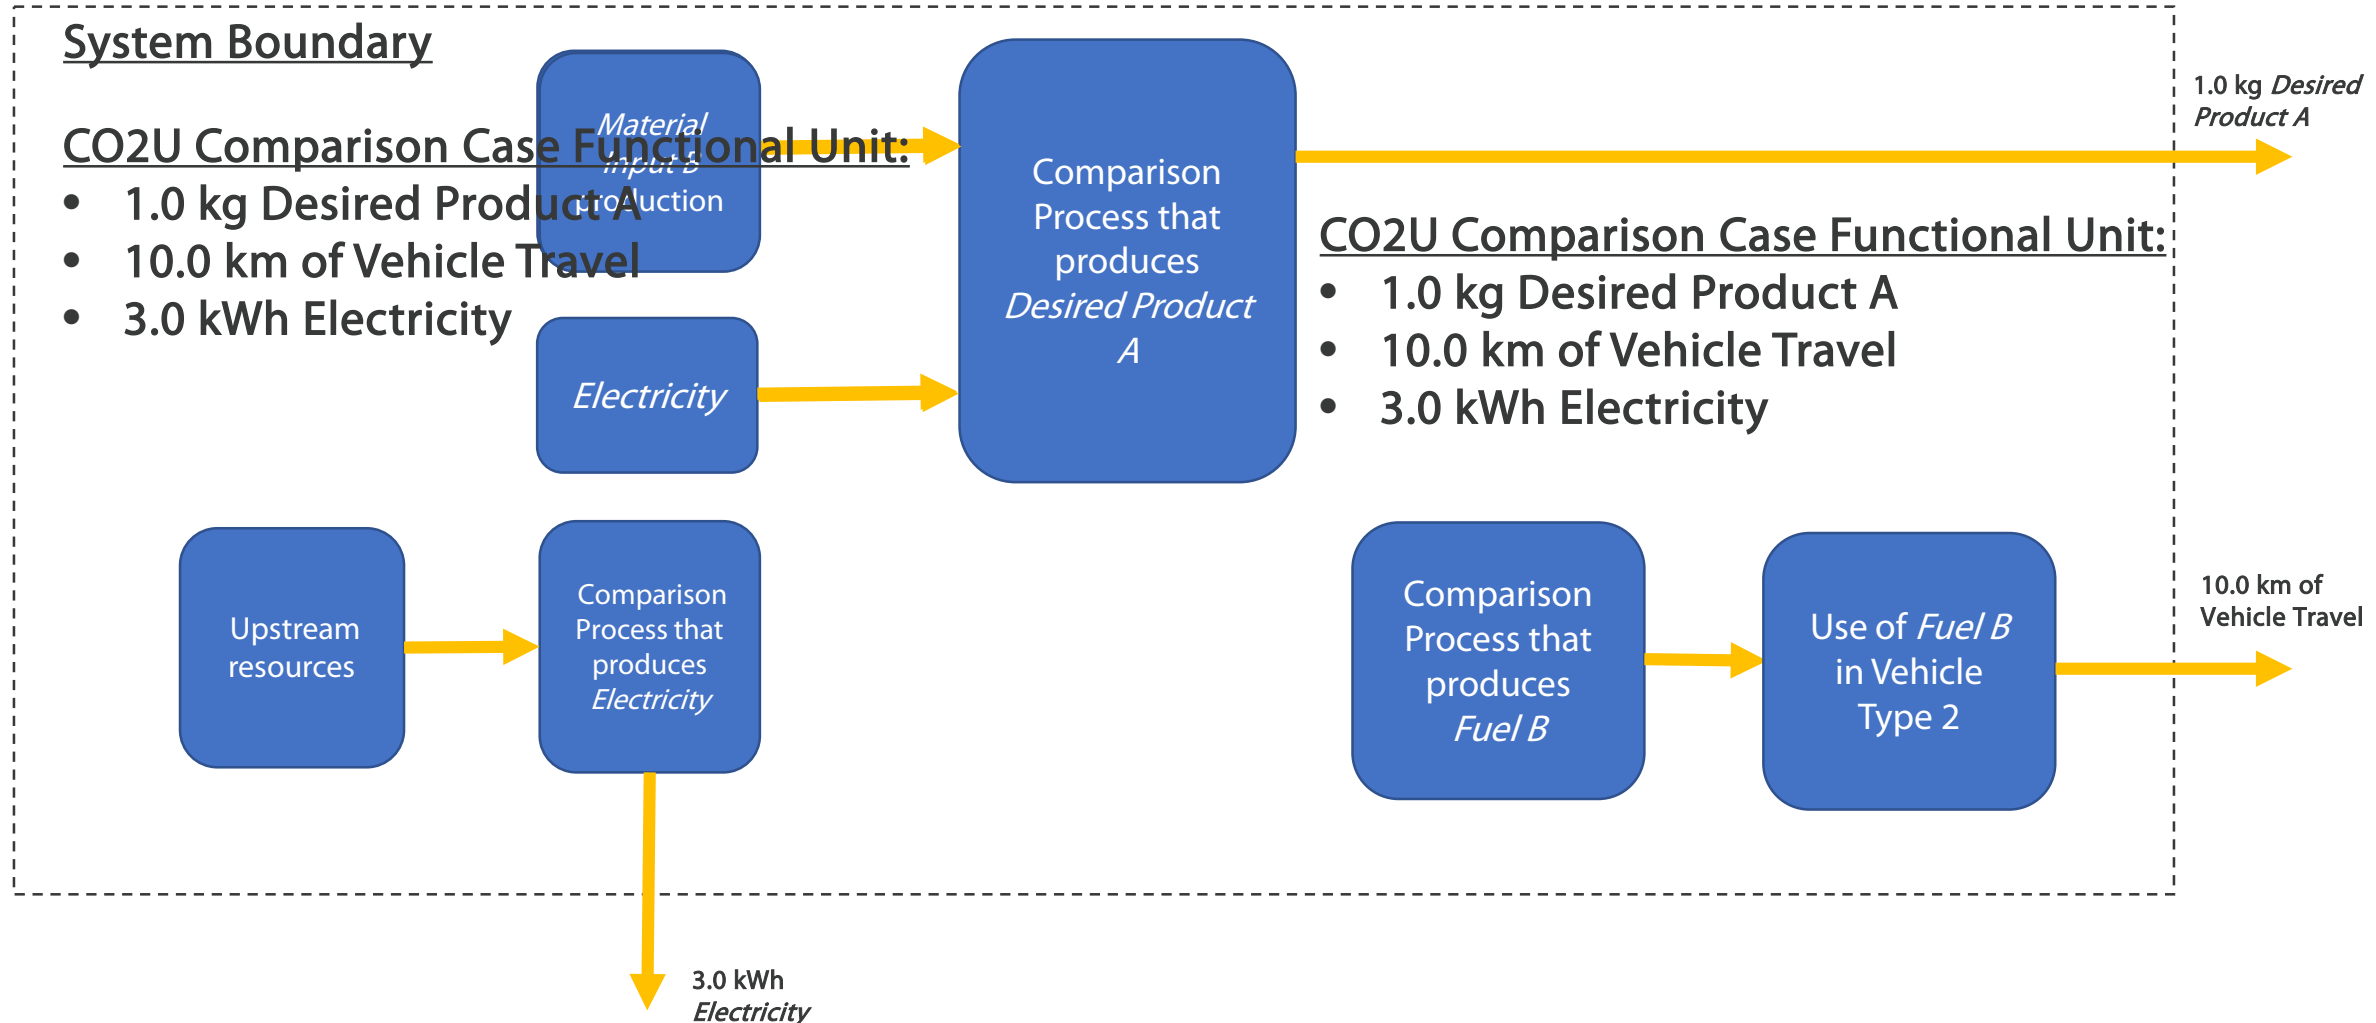 System Boundary
CO2U Comparison Case Functional Unit:
• 1.0 kg Desired Product A
• 10.0 km of Vehicle Travel
• 3.0 kWh Electricity
Material
Input B
production
Electricity
Comparison
Process that
produces
Desired Product
A
1.0 kg Desired
Product A
CO2U Comparison Case Functional Unit:
• 1.0 kg Desired Product A
• 10.0 km of Vehicle Travel
• 3.0 kWh Electricity
Upstream
resources
Comparison
Process that
produces
Electricity
Comparison
Process that
produces
Fuel B
Use of Fuel B
in Vehicle
Type 2
10.0 km of
Vehicle Travel
3.0 kWh
Electricity